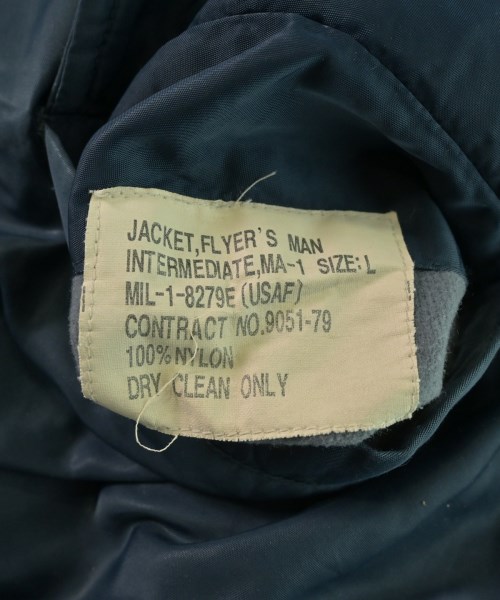 JACKET,FLYER'S MAN
INTERMEDIATE,MA-1 SIZE:L
MIL-1-8279E (USAF)
CONTRACT NO.9051-79
100% NYLON
DRY CLEAN ONLY